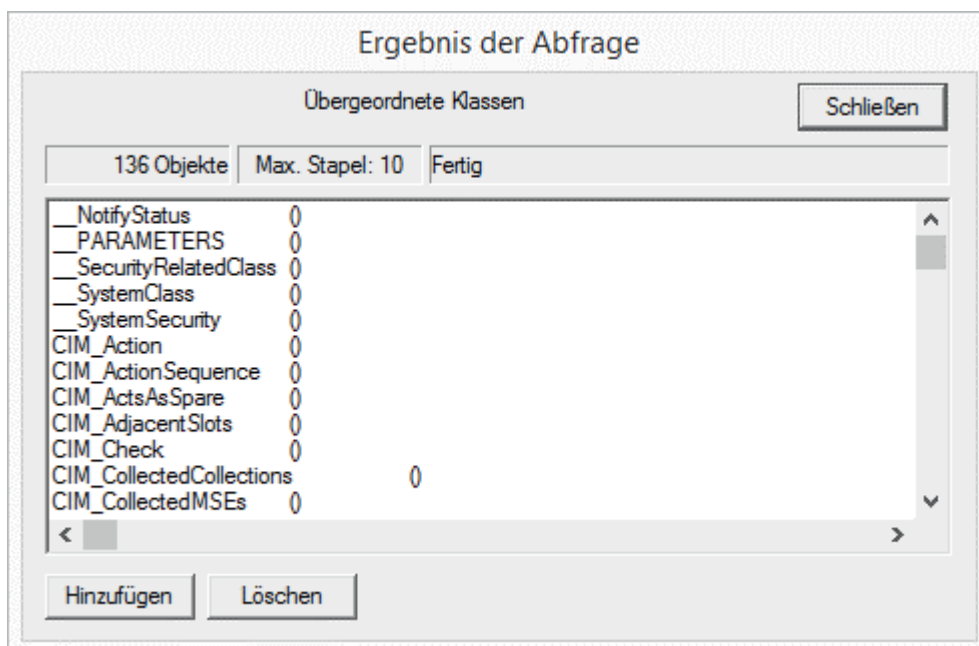 Ergebnis der Abfrage
Übergeordnete Klassen
Schließen
136 Objekte Max. Stapel: 10 Fertig
__NotifyStatus ()
__PARAMETERS ()
__SecurityRelatedClass ()
__SystemClass ()
__SystemSecurity ()
CIM_Action ()
CIM_ActionSequence ()
CIM_ActsAsSpare ()
CIM_AdjacentSlots ()
CIM_Check ()
CIM_CollectedCollections ()
CIM_CollectedMSEs ()
Hinzufügen Löschen